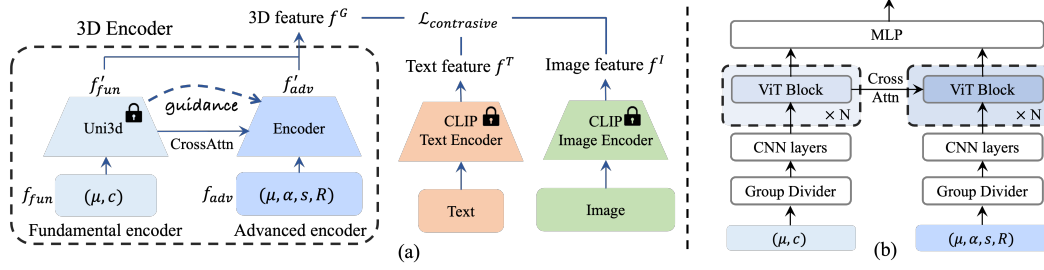 3D Encoder
3D feature f^G
ℒ_contrasive
Text feature f^T
Image feature f^I
f'_fun
f'_adv
guidance
Uni3d
CrossAttn
Encoder
CLIP
Text Encoder
CLIP
Image Encoder
f_fun
(μ, c)
f_adv
(μ, α, s, R)
Text
Image
Fundamental encoder
Advanced encoder
(a)
MLP
ViT Block
Cross
Attn
ViT Block
× N
× N
CNN layers
CNN layers
Group Divider
Group Divider
(μ, c)
(μ, α, s, R)
(b)